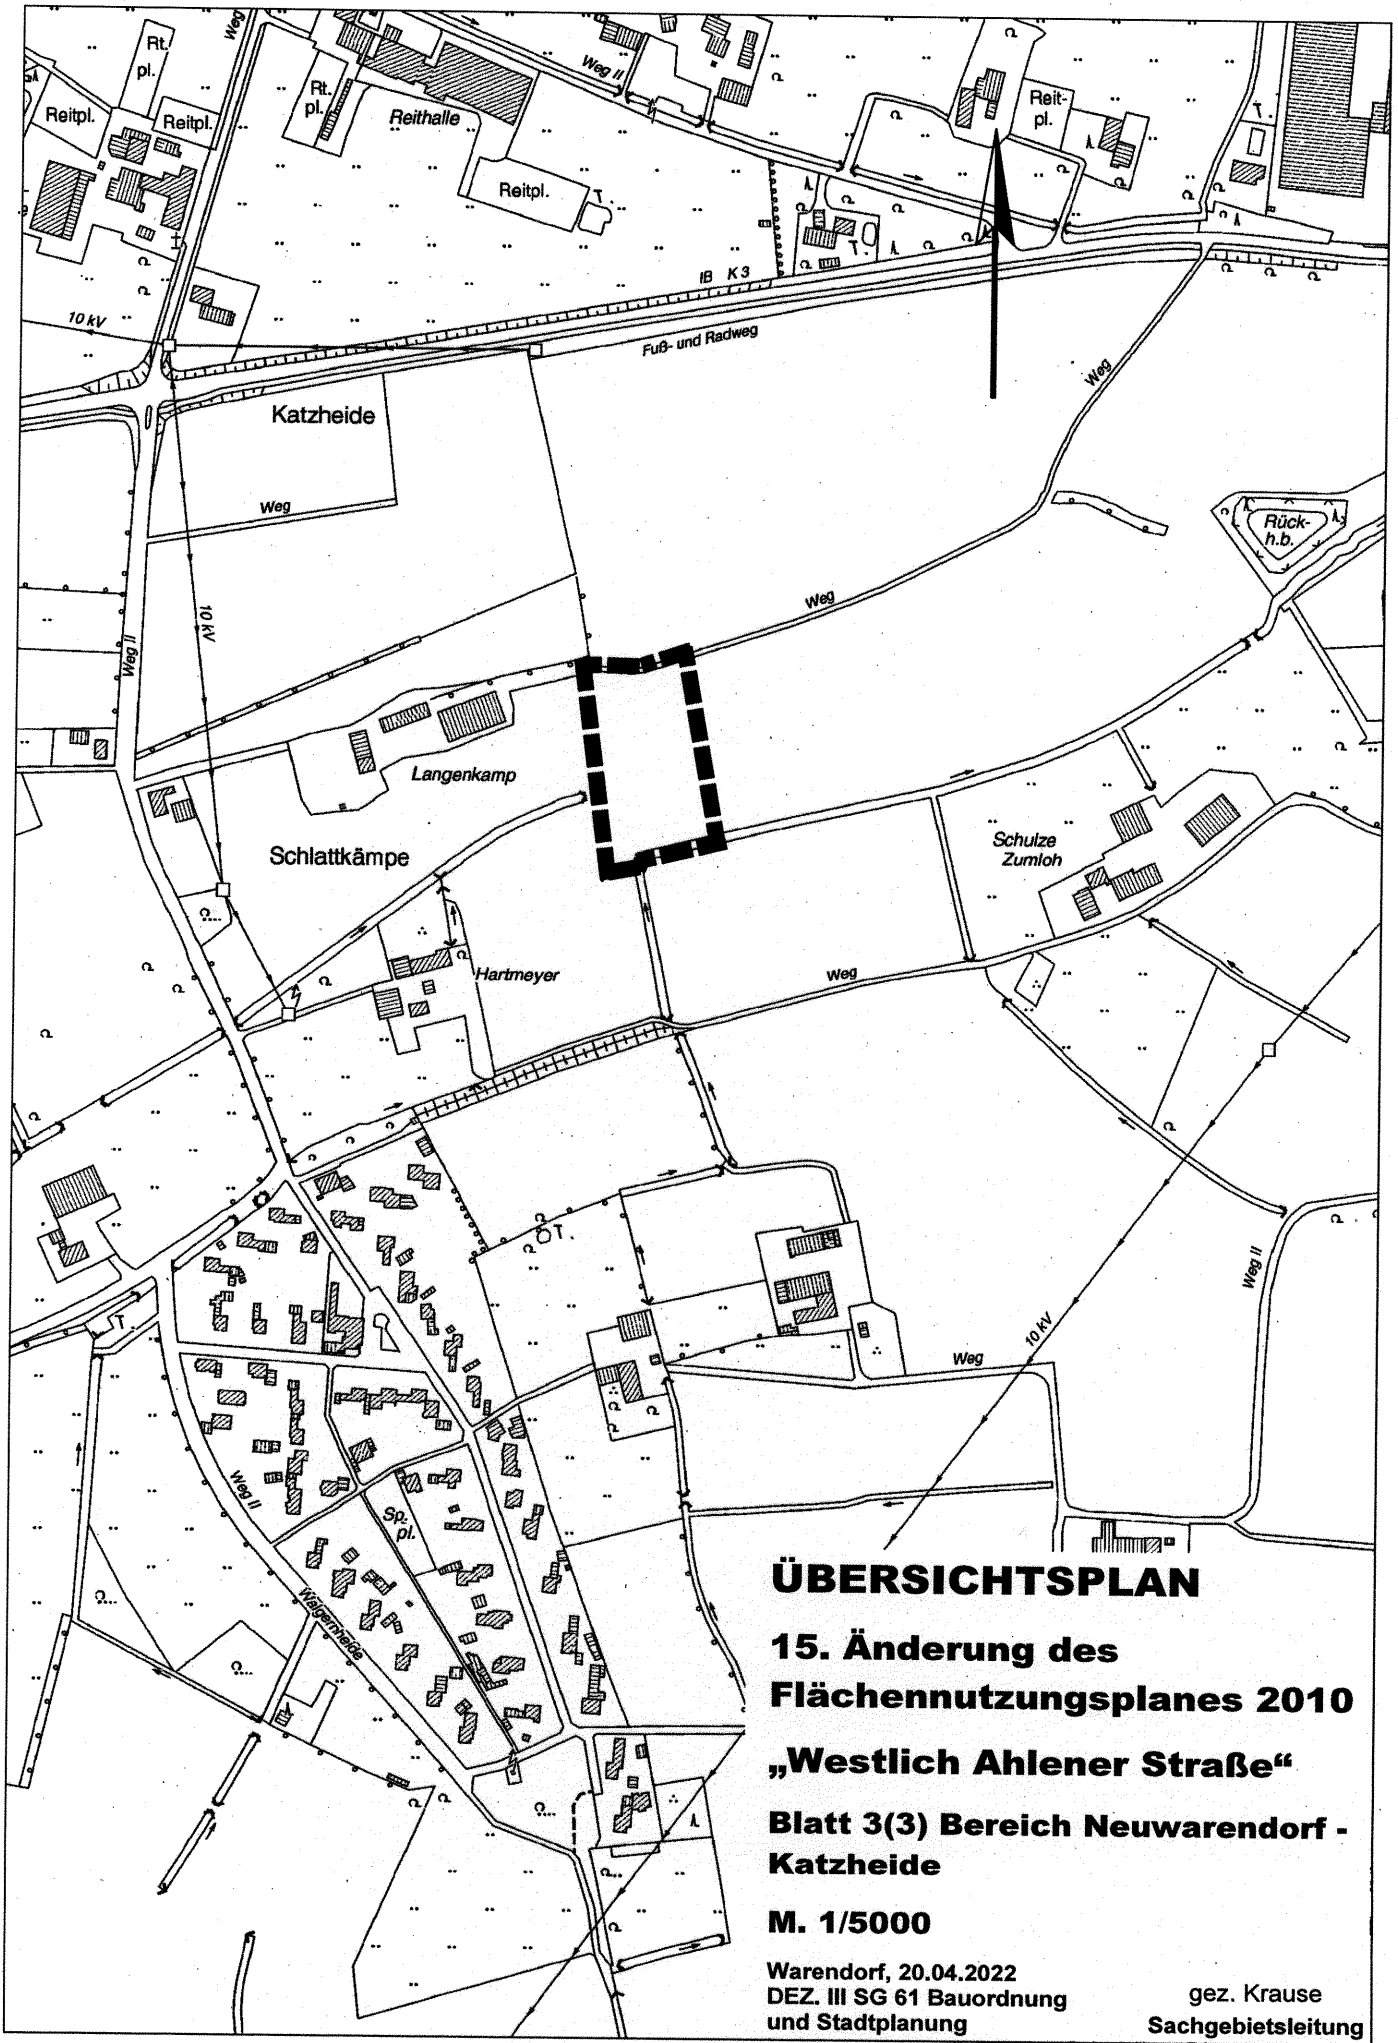 Weg
Rt.
pl.
Reitpl.
Reitpl.
Rt.
pl.
Reithalle
Weg II
Reitpl.
T.
Reit-
pl.
T.
T.
IB K 3
Fuß- und Radweg
10 kV
Katzheide
Weg
Weg
Rück-
h.b.
Weg
10 kV
Weg II
Langenkamp
Schlattkämpe
Schulze
Zumloh
Hartmeyer
Weg
T.
T.
Weg II
10 kV
Weg
Weg II
Sp.
pl.
Walgernheide
ÜBERSICHTSPLAN
15. Änderung des
Flächennutzungsplanes 2010
„Westlich Ahlener Straße“
Blatt 3(3) Bereich Neuwarendorf -
Katzheide
M. 1/5000
Warendorf, 20.04.2022
DEZ. III SG 61 Bauordnung
und Stadtplanung
gez. Krause
Sachgebietsleitung